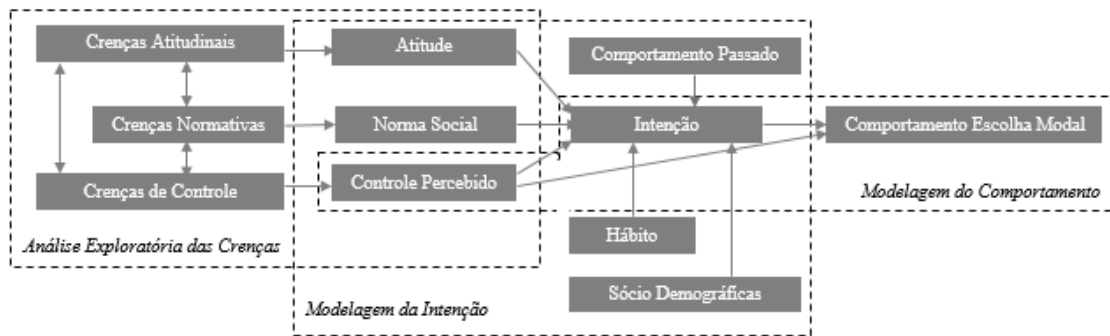 Crenças Atitudinais
Atitude
Comportamento Passado
Crenças Normativas
Norma Social
Intenção
Comportamento Escolha Modal
Crenças de Controle
Controle Percebido
Modelagem do Comportamento
Análise Exploratória das Crenças
Hábito
Modelagem da Intenção
Sócio Demográficas